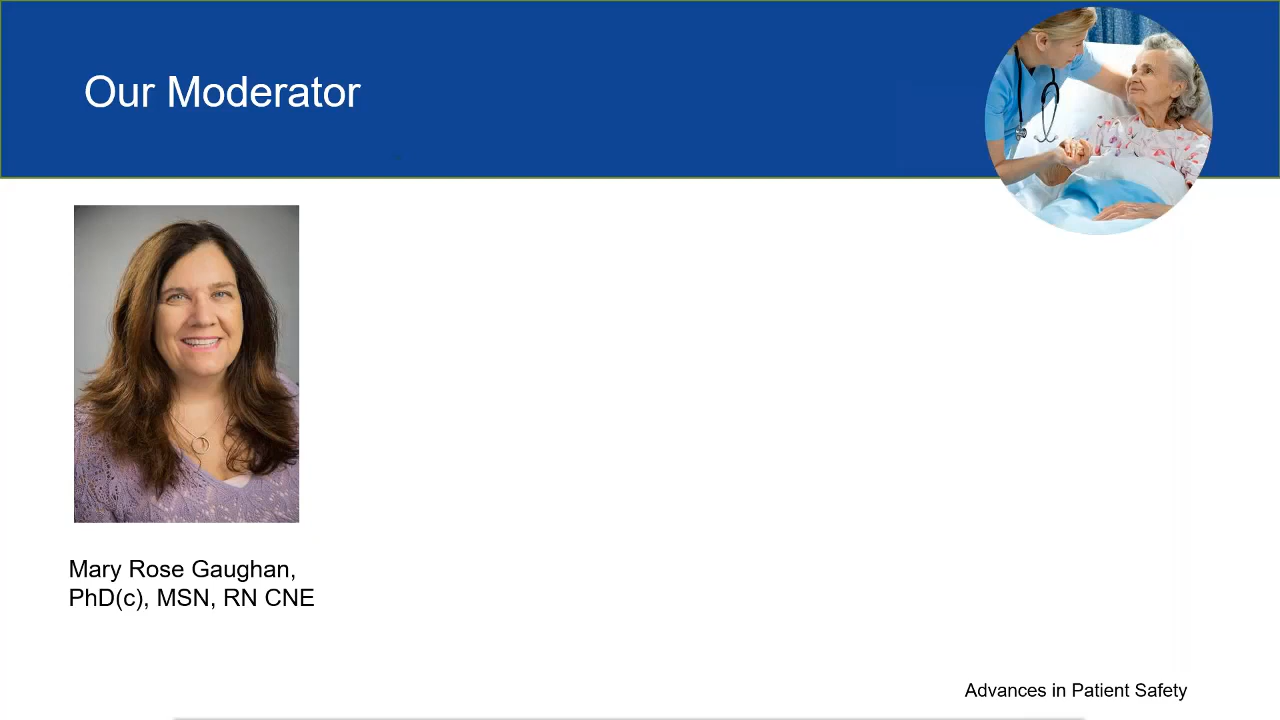 Our Moderator
Mary Rose Gaughan,
PhD(c), MSN, RN CNE
Advances in Patient Safety